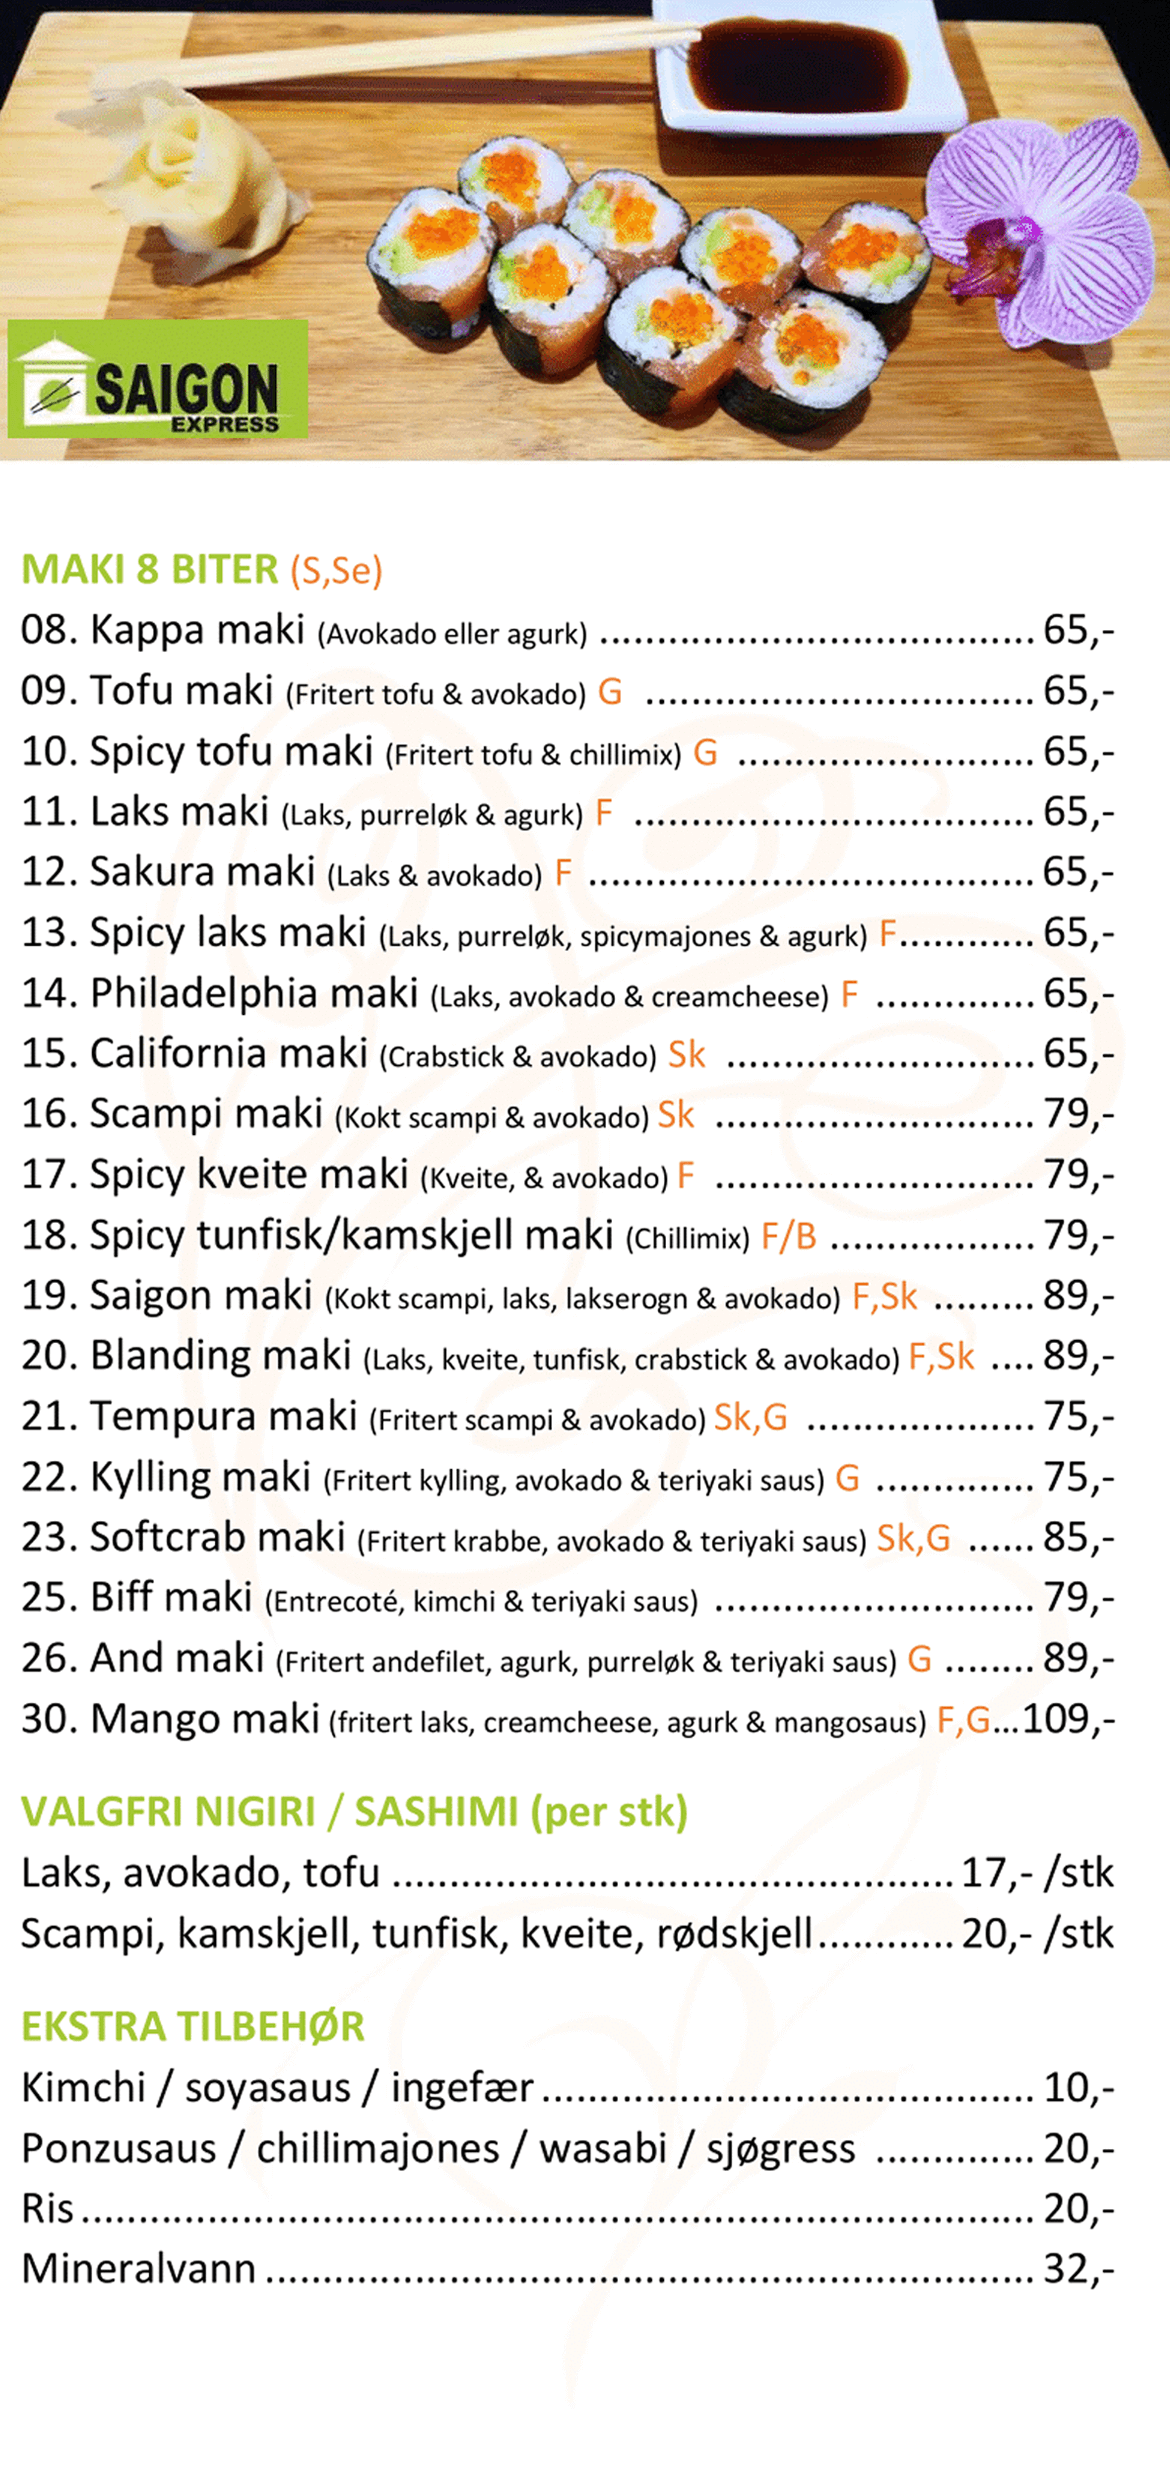 SAIGON
EXPRESS
MAKI 8 BITER (S,Se)
08. Kappa maki (Avokado eller agurk) ...................................... 65,-
09. Tofu maki (Fritert tofu & avokado) G .................................. 65,-
10. Spicy tofu maki (Fritert tofu & chillimix) G .......................... 65,-
11. Laks maki (Laks, purreløk & agurk) F ................................... 65,-
12. Sakura maki (Laks & avokado) F ....................................... 65,-
13. Spicy laks maki (Laks, purreløk, spicymajones & agurk) F............ 65,-
14. Philadelphia maki (Laks, avokado & creamcheese) F .............. 65,-
15. California maki (Crabstick & avokado) Sk ........................... 65,-
16. Scampi maki (Kokt scampi & avokado) Sk ............................ 79,-
17. Spicy kveite maki (Kveite, & avokado) F ............................ 79,-
18. Spicy tunfisk/kamskjell maki (Chillimix) F/B .................. 79,-
19. Saigon maki (Kokt scampi, laks, lakserogn & avokado) F,Sk ......... 89,-
20. Blanding maki (Laks, kveite, tunfisk, crabstick & avokado) F,Sk .... 89,-
21. Tempura maki (Fritert scampi & avokado) Sk,G .................... 75,-
22. Kylling maki (Fritert kylling, avokado & teriyaki saus) G .............. 75,-
23. Softcrab maki (Fritert krabbe, avokado & teriyaki saus) Sk,G ...... 85,-
25. Biff maki (Entrecoté, kimchi & teriyaki saus) ............................ 79,-
26. And maki (Fritert andefilet, agurk, purreløk & teriyaki saus) G ........ 89,-
30. Mango maki (fritert laks, creamcheese, agurk & mangosaus) F,G...109,-
VALGFRI NIGIRI / SASHIMI (per stk)
Laks, avokado, tofu ................................................. 17,- /stk
Scampi, kamskjell, tunfisk, kveite, rødskjell............ 20,- /stk
EKSTRA TILBEHØR
Kimchi / soyasaus / ingefær........................................... 10,-
Ponzusaus / chillimajones / wasabi / sjøgress .............. 20,-
Ris................................................................................... 20,-
Mineralvann................................................................... 32,-